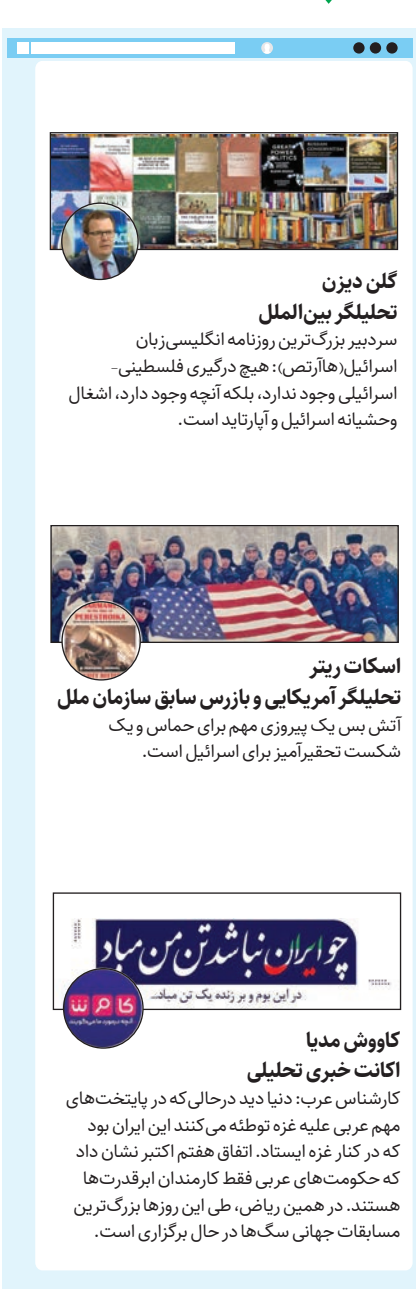 GREAT
POWER
POLITICS
گلن دیزن
تحلیلگر بین‌الملل
سردبیر بزرگ‌ترین روزنامه انگلیسی‌زبان
اسرائیل(هاآرتص): هیچ درگیری فلسطینی-
اسرائیلی وجود ندارد، بلکه آنچه وجود دارد، اشغال
وحشیانه اسرائیل و آپارتاید است.
PERESTROIKA
اسکات ریتر
تحلیلگر آمریکایی و بازرس سابق سازمان ملل
آتش بس یک پیروزی مهم برای حماس و یک
شکست تحقیرآمیز برای اسرائیل است.
چو ایران نباشد تن من مباد
در این بوم و بر زنده یک تن مباد...
کاووش مدیا
اکانت خبری تحلیلی
کارشناس عرب: دنیا دید درحالی‌که در پایتخت‌های
مهم عربی علیه غزه توطئه می‌کنند این ایران بود
که در کنار غزه ایستاد. اتفاق هفتم اکتبر نشان داد
که حکومت‌های عربی فقط کارمندان ابرقدرت‌ها
هستند. در همین ریاض، طی این روزها بزرگ‌ترین
مسابقات جهانی سگ‌ها در حال برگزاری است.